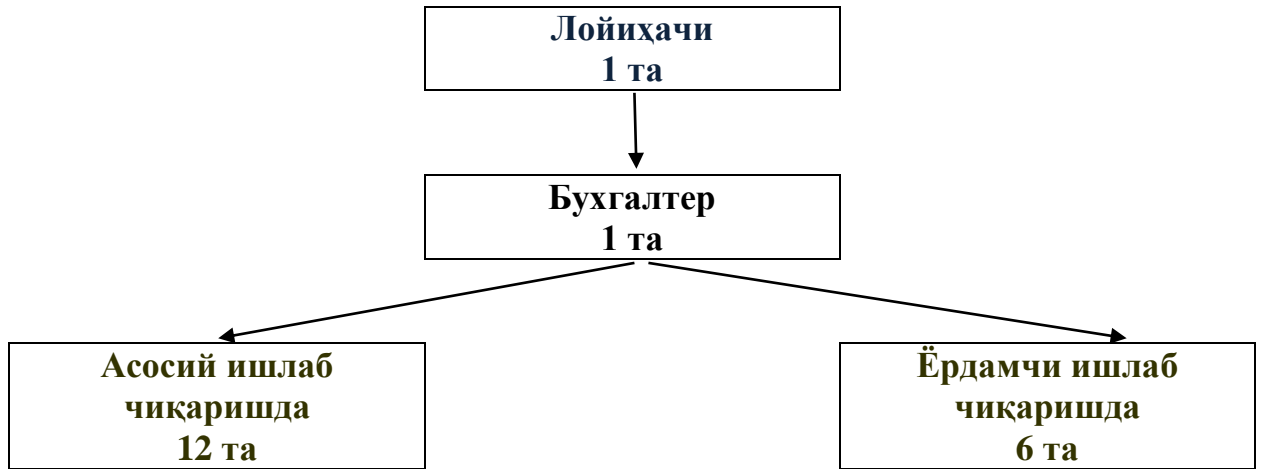 Лойиҳачи
1 та
Бухгалтер
1 та
Асосий ишлаб
чиқаришда
12 та
Ёрдамчи ишлаб
чиқаришда
6 та